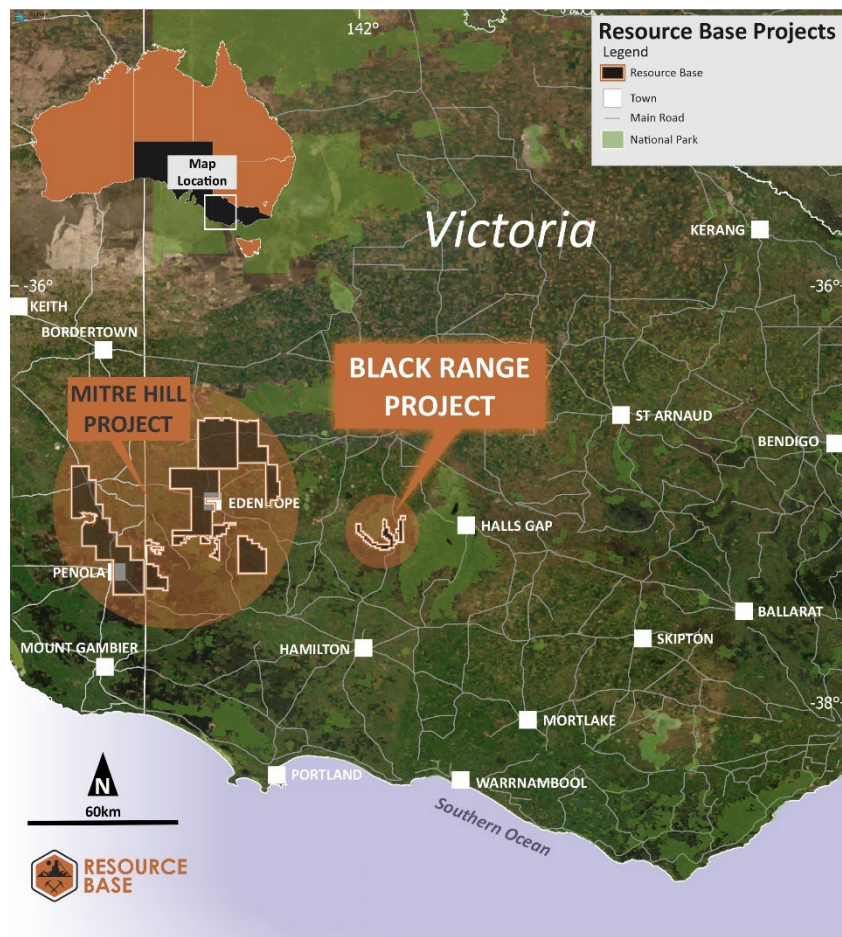 142°
Resource Base Projects
Legend
Resource Base
Town
Main Road
National Park
Map
Location
Victoria
KERANG
-36°
-36°
KEITH
BORDERTOWN
BLACK RANGE
PROJECT
MITRE HILL
PROJECT
ST ARNAUD
BENDIGO
HALLS GAP
PENOLA
BALLARAT
SKIPTON
MOUNT GAMBIER
HAMILTON
-38°
MORTLAKE
PORTLAND
WARRNAMBOOL
Southern Ocean
N
60km
RESOURCE
BASE